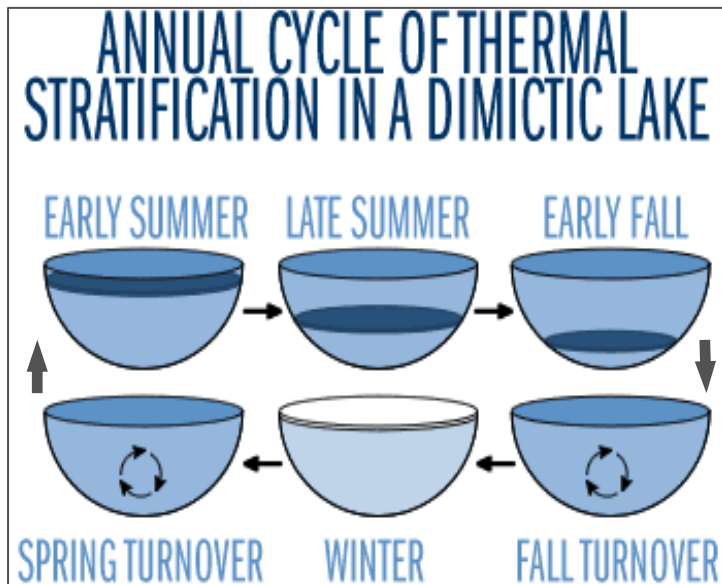 ANNUAL CYCLE OF THERMAL
STRATIFICATION IN A DIMICTIC LAKE
EARLY SUMMER
LATE SUMMER
EARLY FALL
SPRING TURNOVER
WINTER
FALL TURNOVER